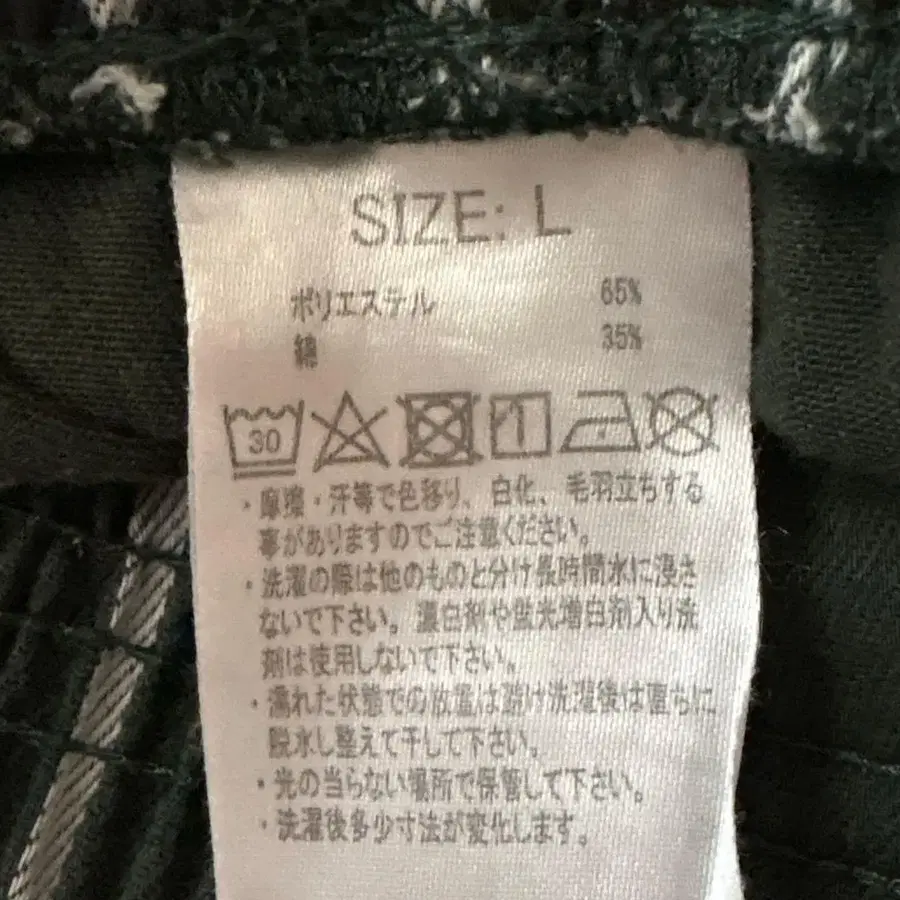 SIZE: L
ポリエステル 65%
綿 35%
30
・摩擦・汗等で色移り、白化、毛羽立ちする
事がありますのでご注意ください。
・洗濯の際は他のものと分け長時間水に浸さ
ないで下さい。漂白剤や蛍光増白剤入り洗
剤は使用しないで下さい。
・濡れた状態での放置は避け洗濯後は直ちに
脱水し整えて干して下さい。
・光の当らない場所で保管して下さい。
・洗濯後多少寸法が変化します。